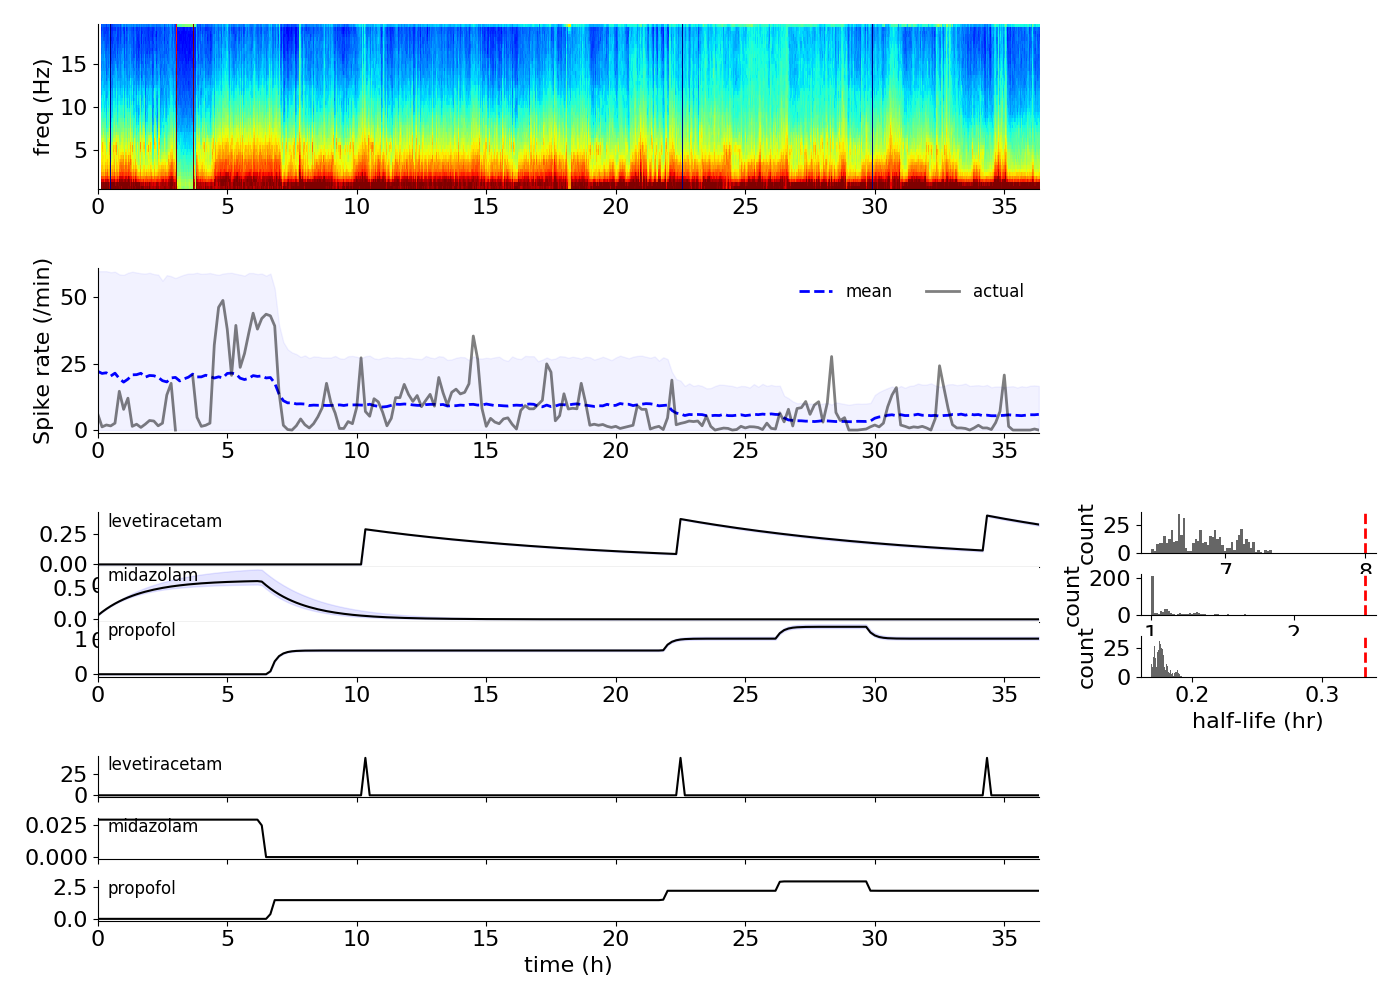 freq (Hz)
15
10
5
0 5 10 15 20 25 30 35
Spike rate (/min)
50
25
0
mean actual
0 5 10 15 20 25 30 35
levetiracetam
0.25
0.00
midazolam
0.5
0.0
propofol
0
0 5 10 15 20 25 30 35
count
25
0
7 8
count
200
0
1 2
count
25
0
0.2 0.3
half-life (hr)
levetiracetam
25
0
midazolam
0.025
0.000
propofol
2.5
0.0
0 5 10 15 20 25 30 35
time (h)